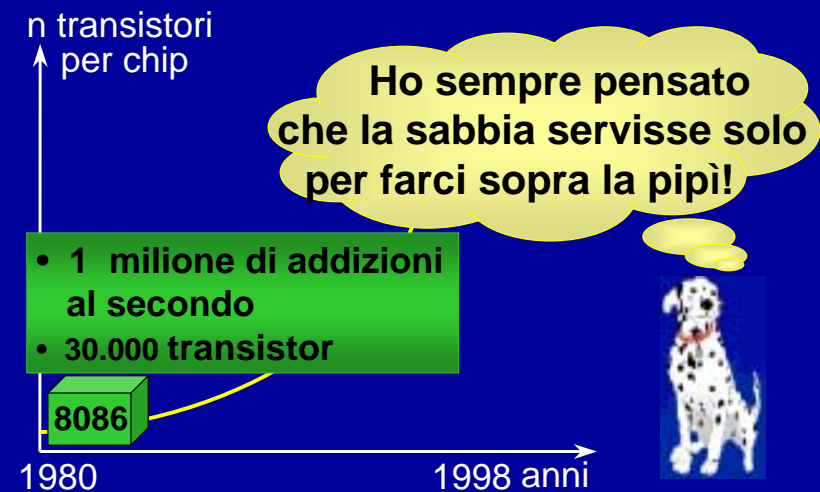 n transistori
per chip
Ho sempre pensato
che la sabbia servisse solo
per farci sopra la pipì!
• 1 milione di addizioni
al secondo
• 30.000 transistor
8086
1980
1998 anni